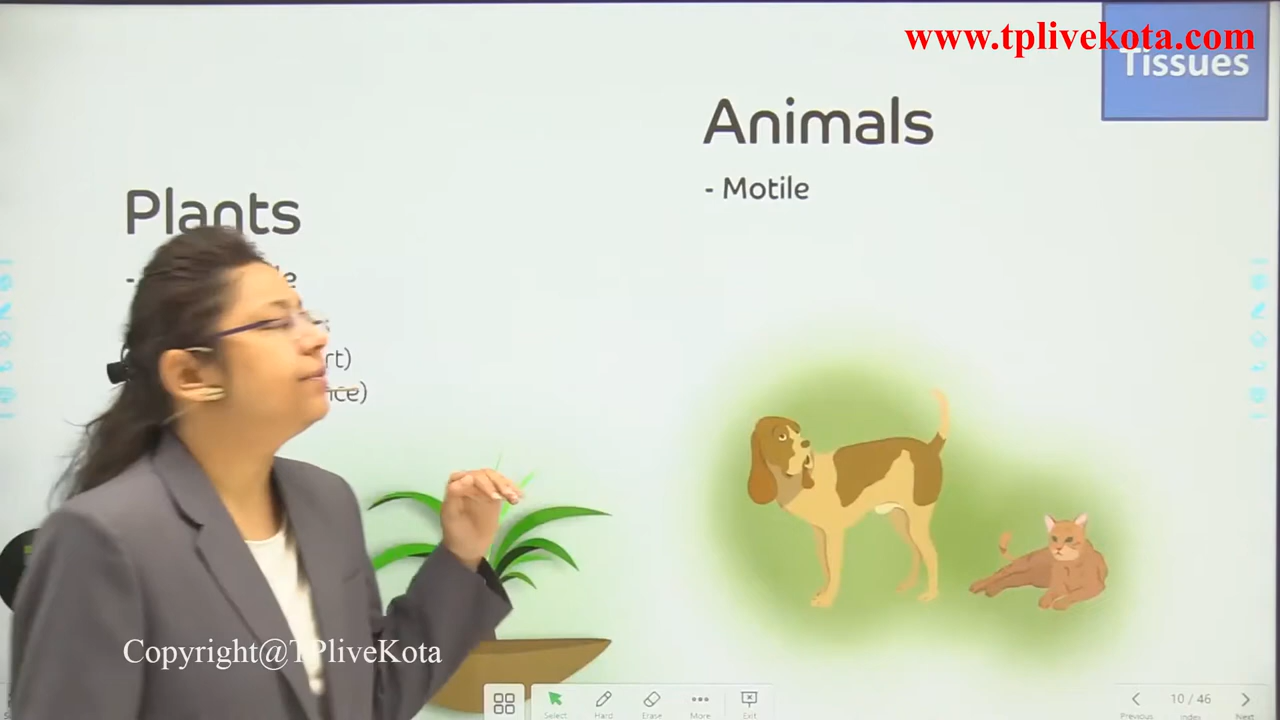 www.tplivekota.com
Tissues
Animals
- Motile
Plants
Copyright@TPliveKota
Select
Hard
Erase
More
Exit
10 / 46
Previous
Index
Next